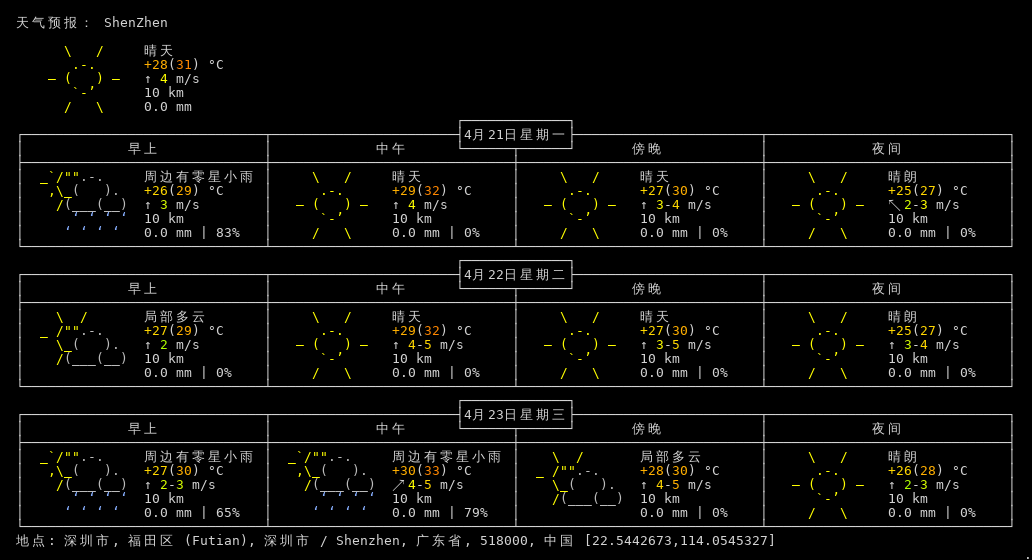 天气预报： ShenZhen
晴天
+28(31) °C
↑ 4 m/s
10 km
0.0 mm
4月21日星期一
早上 中午 傍晚 夜间
周边有零星小雨 晴天 晴天 晴朗
+26(29) °C +29(32) °C +27(30) °C +25(27) °C
↑ 3 m/s ↑ 4 m/s ↑ 3-4 m/s ↖ 2-3 m/s
10 km 10 km 10 km 10 km
0.0 mm | 83% 0.0 mm | 0% 0.0 mm | 0% 0.0 mm | 0%
4月22日星期二
早上 中午 傍晚 夜间
局部多云 晴天 晴天 晴朗
+27(29) °C +29(32) °C +27(30) °C +25(27) °C
↑ 2 m/s ↑ 4-5 m/s ↑ 3-5 m/s ↑ 3-4 m/s
10 km 10 km 10 km 10 km
0.0 mm | 0% 0.0 mm | 0% 0.0 mm | 0% 0.0 mm | 0%
4月23日星期三
早上 中午 傍晚 夜间
周边有零星小雨 周边有零星小雨 局部多云 晴朗
+27(30) °C +30(33) °C +28(30) °C +26(28) °C
↑ 2-3 m/s ↗ 4-5 m/s ↑ 4-5 m/s ↑ 2-3 m/s
10 km 10 km 10 km 10 km
0.0 mm | 65% 0.0 mm | 79% 0.0 mm | 0% 0.0 mm | 0%
地点: 深圳市, 福田区 (Futian), 深圳市 / Shenzhen, 广东省, 518000, 中国 [22.5442673,114.0545327]